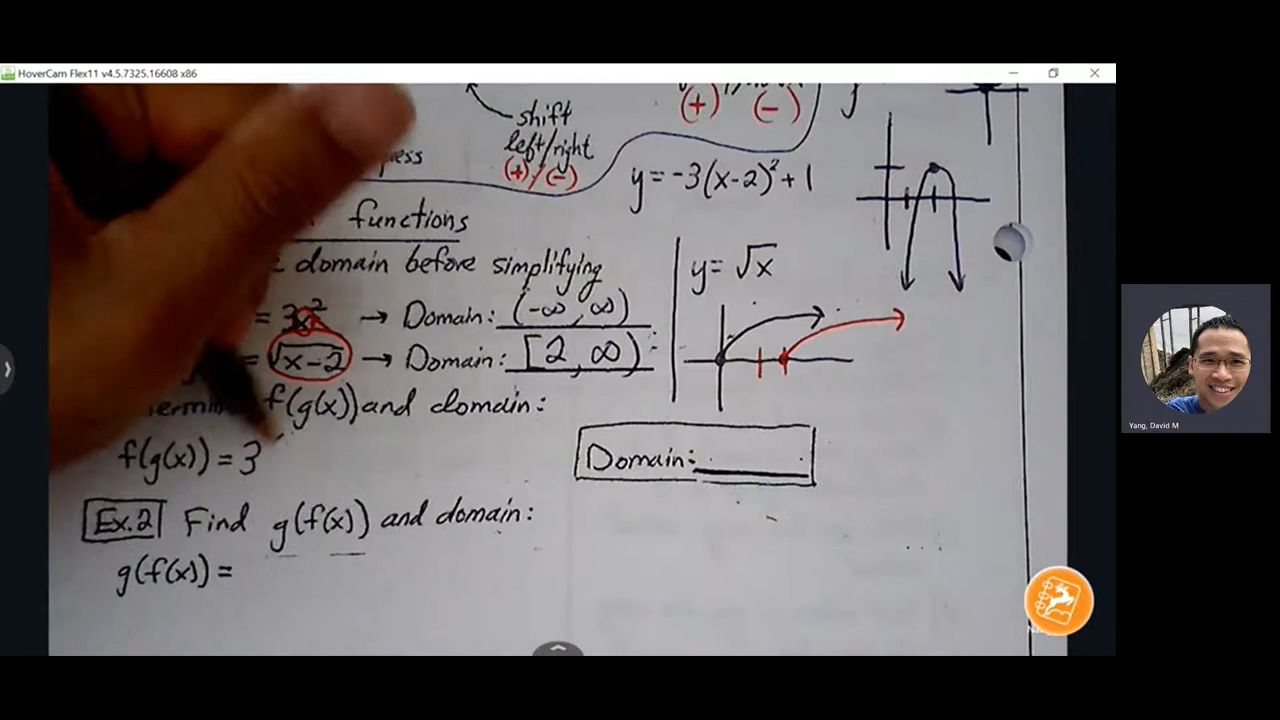 HoverCam Flex11 v4.5.7325.16608 x86
shift
left/right
(+)/(-)
(+) (-)
y = -3(x-2)² + 1
functions
domain before simplifying
= 3x² → Domain: (-∞, ∞)
= √x-2 → Domain: [2, ∞)
y = √x
f(g(x)) and domain:
f(g(x)) = 3
Domain:
Ex.2 Find g(f(x)) and domain:
g(f(x)) =
Yang, David M